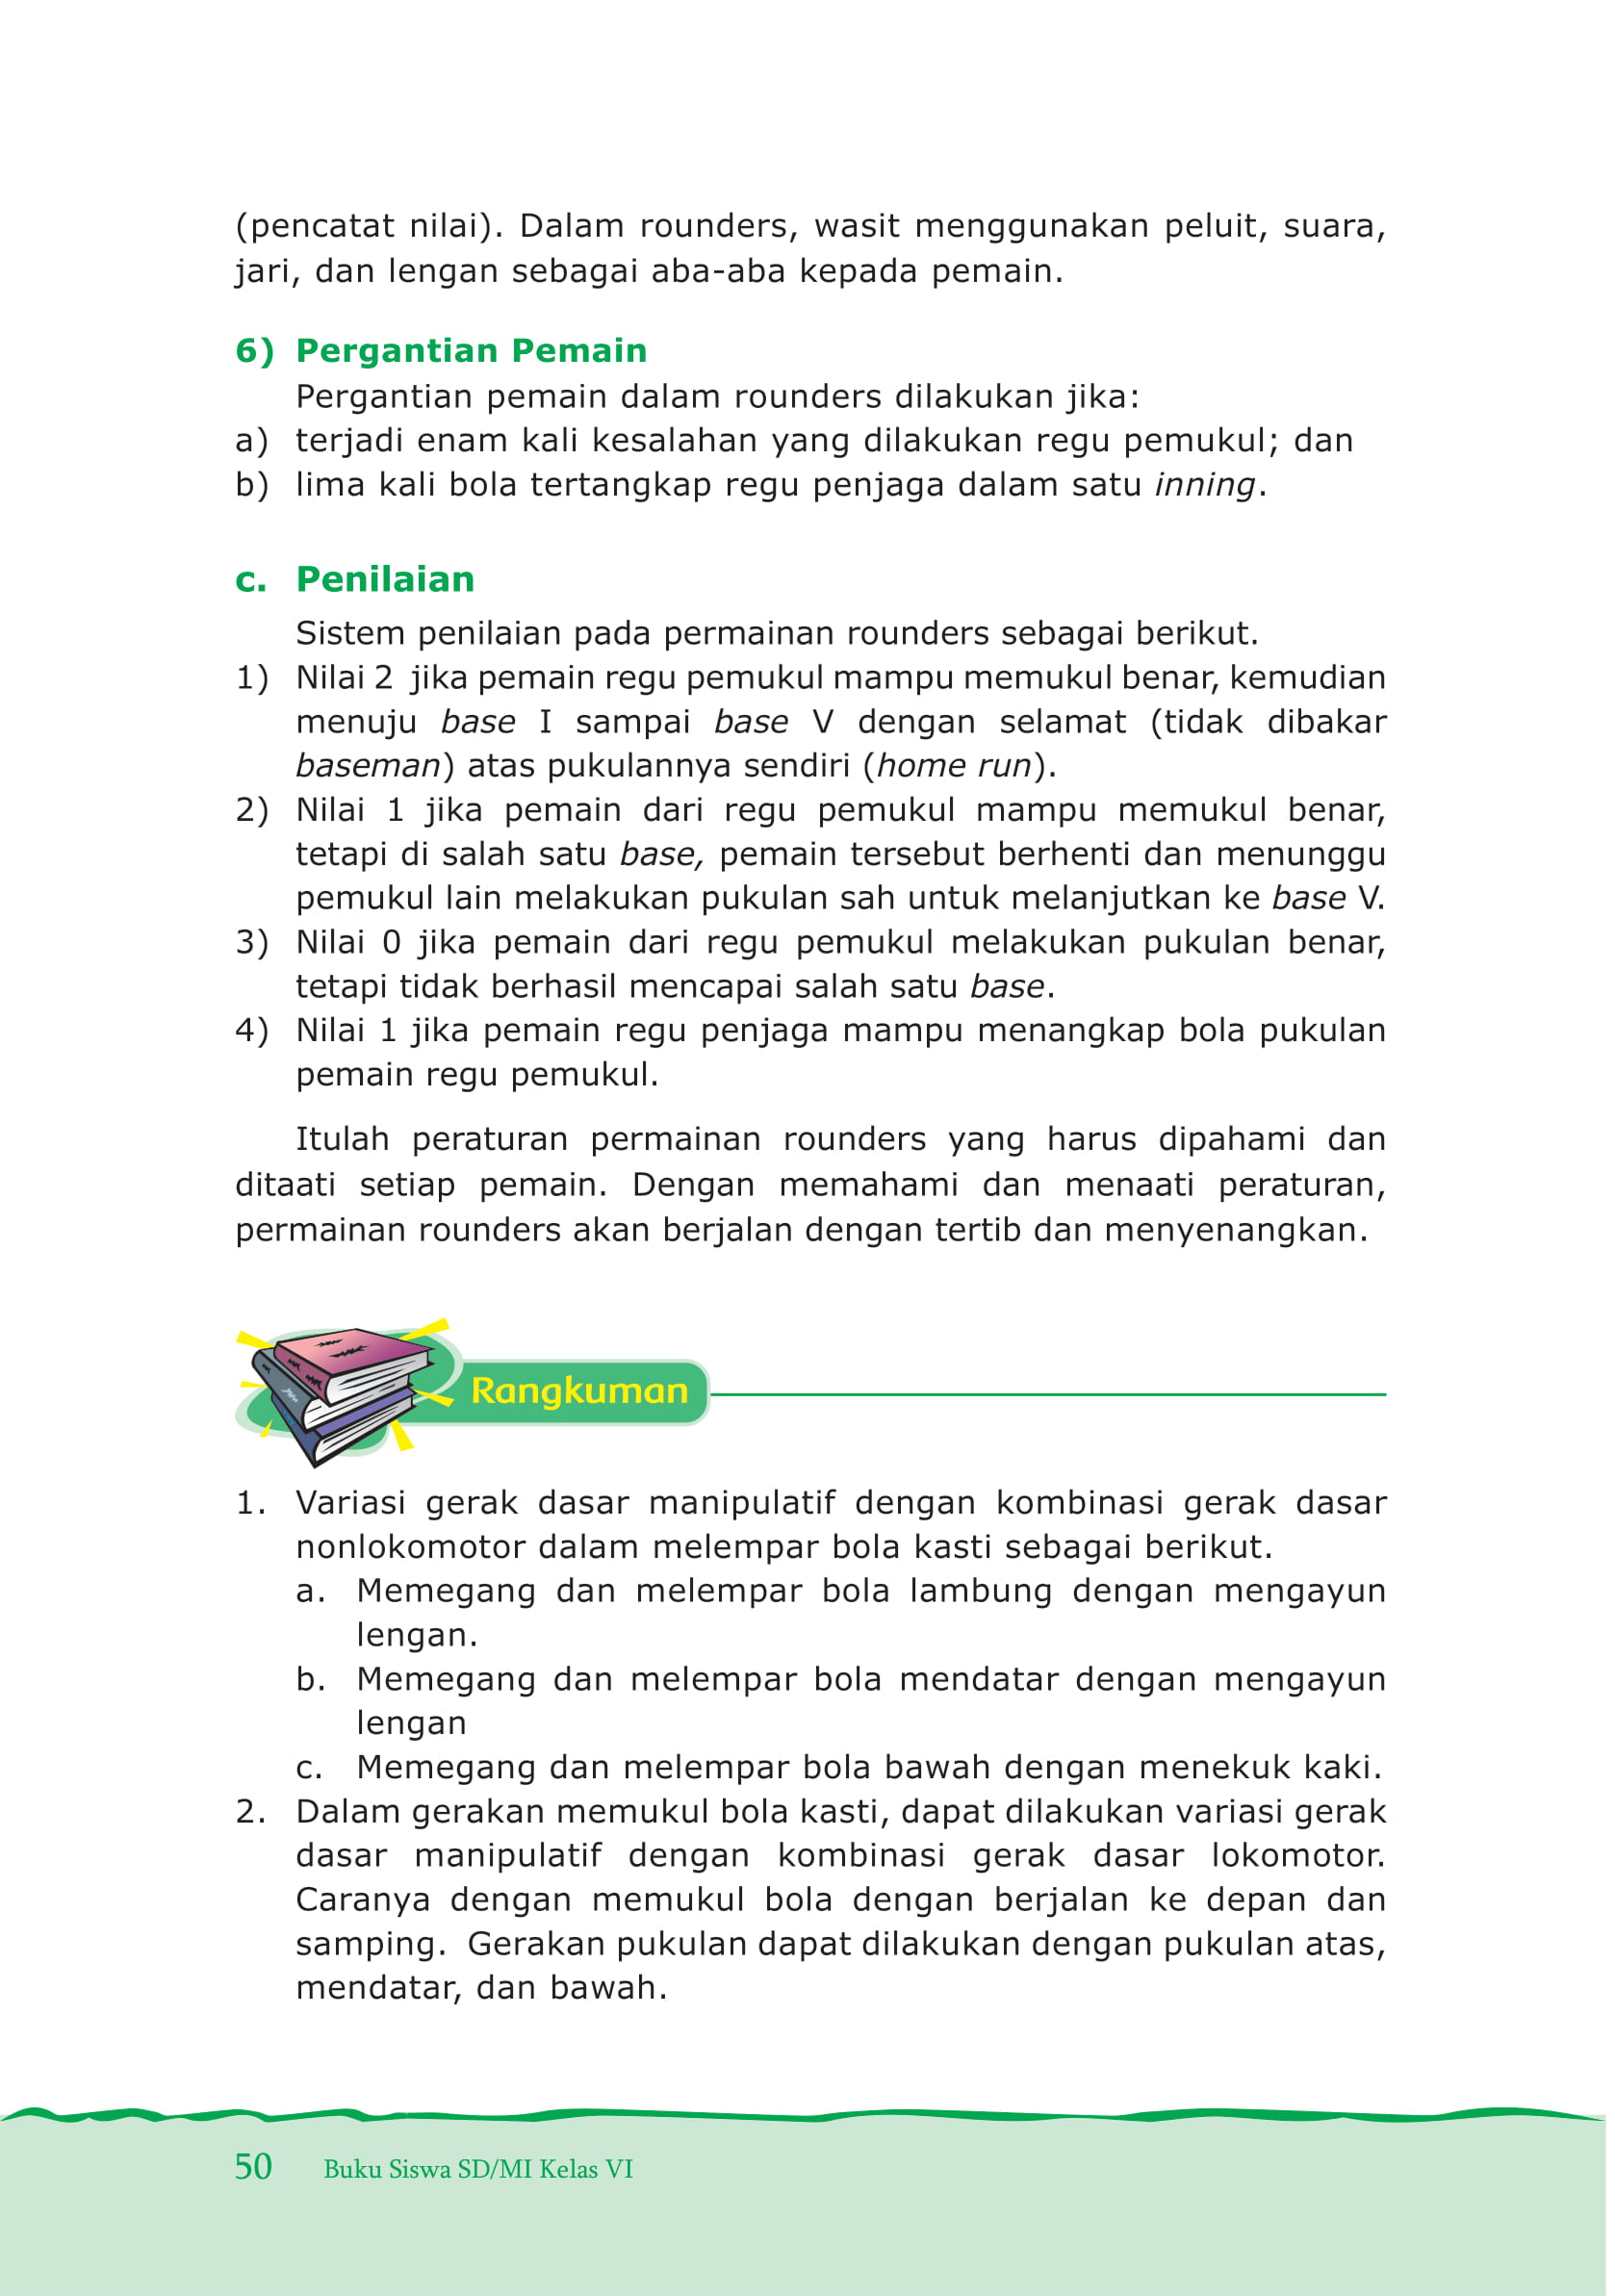 (pencatat nilai). Dalam rounders, wasit menggunakan peluit, suara,
jari, dan lengan sebagai aba-aba kepada pemain.
6) Pergantian Pemain
Pergantian pemain dalam rounders dilakukan jika:
a) terjadi enam kali kesalahan yang dilakukan regu pemukul; dan
b) lima kali bola tertangkap regu penjaga dalam satu inning.
c. Penilaian
Sistem penilaian pada permainan rounders sebagai berikut.
1) Nilai 2 jika pemain regu pemukul mampu memukul benar, kemudian
menuju base I sampai base V dengan selamat (tidak dibakar
baseman) atas pukulannya sendiri (home run).
2) Nilai 1 jika pemain dari regu pemukul mampu memukul benar,
tetapi di salah satu base, pemain tersebut berhenti dan menunggu
pemukul lain melakukan pukulan sah untuk melanjutkan ke base V.
3) Nilai 0 jika pemain dari regu pemukul melakukan pukulan benar,
tetapi tidak berhasil mencapai salah satu base.
4) Nilai 1 jika pemain regu penjaga mampu menangkap bola pukulan
pemain regu pemukul.
Itulah peraturan permainan rounders yang harus dipahami dan
ditaati setiap pemain. Dengan memahami dan menaati peraturan,
permainan rounders akan berjalan dengan tertib dan menyenangkan.
Rangkuman
1. Variasi gerak dasar manipulatif dengan kombinasi gerak dasar
nonlokomotor dalam melempar bola kasti sebagai berikut.
a. Memegang dan melempar bola lambung dengan mengayun
lengan.
b. Memegang dan melempar bola mendatar dengan mengayun
lengan
c. Memegang dan melempar bola bawah dengan menekuk kaki.
2. Dalam gerakan memukul bola kasti, dapat dilakukan variasi gerak
dasar manipulatif dengan kombinasi gerak dasar lokomotor.
Caranya dengan memukul bola dengan berjalan ke depan dan
samping. Gerakan pukulan dapat dilakukan dengan pukulan atas,
mendatar, dan bawah.
50 Buku Siswa SD/MI Kelas VI